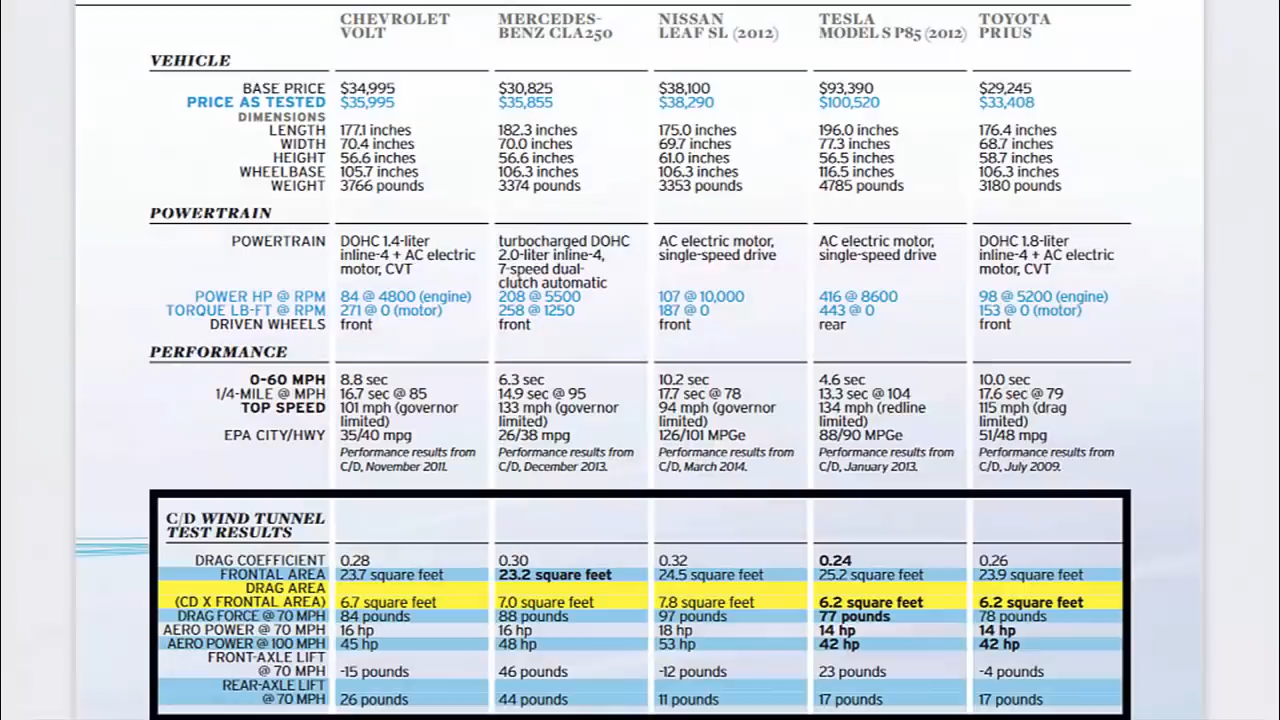 CHEVROLET VOLT MERCEDES-BENZ CLA250 NISSAN LEAF SL (2012) TESLA MODEL S P85 (2012) TOYOTA PRIUS
VEHICLE
BASE PRICE $34,995 $30,825 $38,100 $93,390 $29,245
PRICE AS TESTED $35,995 $35,855 $38,290 $100,520 $33,408
DIMENSIONS
LENGTH 177.1 inches 182.3 inches 175.0 inches 196.0 inches 176.4 inches
WIDTH 70.4 inches 70.0 inches 69.7 inches 77.3 inches 68.7 inches
HEIGHT 56.6 inches 56.6 inches 61.0 inches 56.5 inches 58.7 inches
WHEELBASE 105.7 inches 106.3 inches 106.3 inches 116.5 inches 106.3 inches
WEIGHT 3766 pounds 3374 pounds 3353 pounds 4785 pounds 3180 pounds
POWERTRAIN
POWERTRAIN DOHC 1.4-liter turbocharged DOHC AC electric motor, AC electric motor, DOHC 1.8-liter
inline-4 + AC electric 2.0-liter inline-4, single-speed drive single-speed drive inline-4 + AC electric
motor, CVT 7-speed dual- motor, CVT
clutch automatic
POWER HP @ RPM 84 @ 4800 (engine) 208 @ 5500 107 @ 10,000 416 @ 8600 98 @ 5200 (engine)
TORQUE LB-FT @ RPM 271 @ 0 (motor) 258 @ 1250 187 @ 0 443 @ 0 153 @ 0 (motor)
DRIVEN WHEELS front front front rear front
PERFORMANCE
0-60 MPH 8.8 sec 6.3 sec 10.2 sec 4.6 sec 10.0 sec
1/4-MILE @ MPH 16.7 sec @ 85 14.9 sec @ 95 17.7 sec @ 78 13.3 sec @ 104 17.6 sec @ 79
TOP SPEED 101 mph (governor 133 mph (governor 94 mph (governor 134 mph (redline 115 mph (drag
limited) limited) limited) limited) limited)
EPA CITY/HWY 35/40 mpg 26/38 mpg 126/101 MPGe 88/90 MPGe 51/48 mpg
Performance results from Performance results from Performance results from Performance results from Performance results from
C/D, November 2011. C/D, December 2013. C/D, March 2014. C/D, January 2013. C/D, July 2009.
C/D WIND TUNNEL
TEST RESULTS
DRAG COEFFICIENT 0.28 0.30 0.32 0.24 0.26
FRONTAL AREA 23.7 square feet 23.2 square feet 24.5 square feet 25.2 square feet 23.9 square feet
DRAG AREA
(CD X FRONTAL AREA) 6.7 square feet 7.0 square feet 7.8 square feet 6.2 square feet 6.2 square feet
DRAG FORCE @ 70 MPH 84 pounds 88 pounds 97 pounds 77 pounds 78 pounds
AERO POWER @ 70 MPH 16 hp 16 hp 18 hp 14 hp 14 hp
AERO POWER @ 100 MPH 45 hp 48 hp 53 hp 42 hp 42 hp
FRONT-AXLE LIFT
@ 70 MPH -15 pounds 46 pounds -12 pounds 23 pounds -4 pounds
REAR-AXLE LIFT
@ 70 MPH 26 pounds 44 pounds 11 pounds 17 pounds 17 pounds